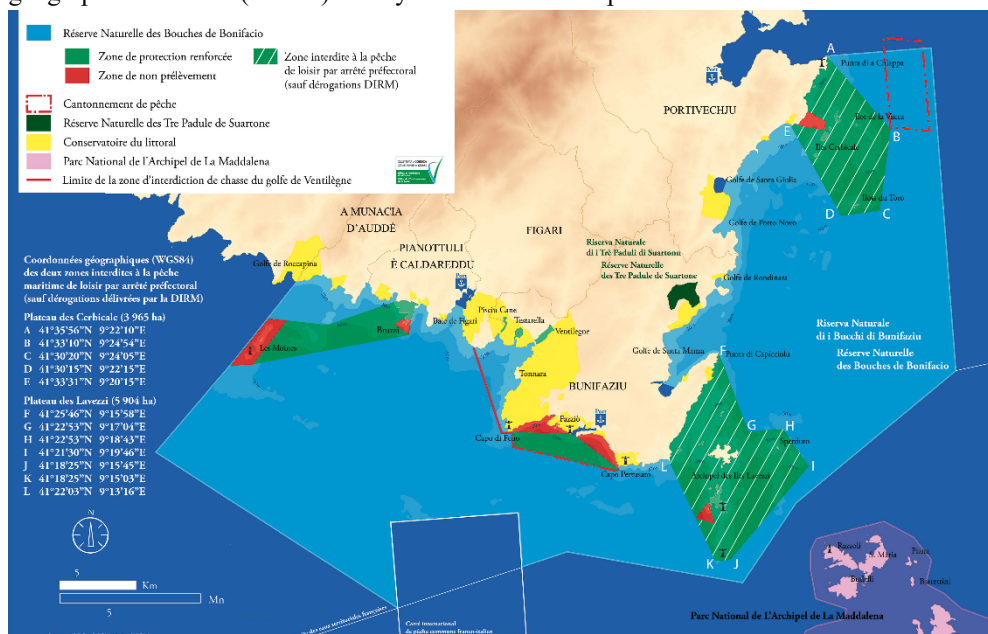 Réserve Naturelle des Bouches de Bonifacio
Zone de protection renforcée
Zone de non prélèvement
Zone interdite à la pêche
de loisir par arrêté préfectoral
(sauf dérogations DIRM)
Cantonnement de pêche
Réserve Naturelle des Tre Padule de Suartone
Conservatoire du littoral
Parc National de l'Archipel de La Maddalena
Limite de la zone d'interdiction de chasse du golfe de Ventilègne
Coordonnées géographiques (WGS84)
des deux zones interdites à la pêche
maritime de loisir par arrêté préfectoral
(sauf dérogations délivrées par la DIRM)
Plateau des Cerbicale (3 965 ha)
A 41°35'56"N 9°22'10"E
B 41°33'10"N 9°24'54"E
C 41°30'20"N 9°24'05"E
D 41°30'15"N 9°22'15"E
E 41°33'31"N 9°20'15"E
Plateau des Lavezzi (5 904 ha)
F 41°25'46"N 9°15'58"E
G 41°22'53"N 9°17'04"E
H 41°22'53"N 9°18'43"E
I 41°21'30"N 9°19'46"E
J 41°18'25"N 9°15'45"E
K 41°18'25"N 9°15'03"E
L 41°22'03"N 9°13'16"E
N
5
Km
Mn
5
Port
PORTIVECHJU
A
Punta di a Chiappa
B
E
Iles Cerbicale
D
C
Golfe de Santa Giulia
Golfe de Porto Novo
A MUNACIA
D'AUDDÈ
PIANOTTULI
È CALDAREDDU
FIGARI
Riserva Naturale
di i Trè Paduli di Suartonu
Réserve Naturelle
des Tre Padule de Suartone
Golfe de Rondinara
Golfe de Roccapina
Port
Baie de Figari
Piscia Cane
Testarella
Ventilegne
Bruzzi
Les Moines
Tonnara
BUNIFAZIU
Golfe de Santa Manza
F
Punta di Capicciola
Riserva Naturale
di i Bucchi di Bunifaziu
Réserve Naturelle
des Bouches de Bonifacio
Port
Capo di Feno
Capo Pertusato
L
G
H
I
Archipel des Iles Lavezzi
K
J
Razzoli
S. Maria
Budelli
Parc National de L'Archipel de La Maddalena